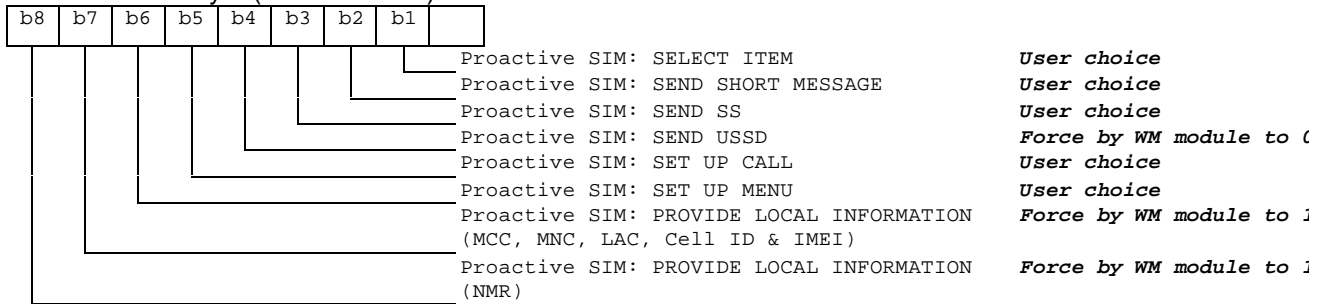 b8 b7 b6 b5 b4 b3 b2 b1
Proactive SIM: SELECT ITEM User choice
Proactive SIM: SEND SHORT MESSAGE User choice
Proactive SIM: SEND SS User choice
Proactive SIM: SEND USSD Force by WM module to 0
Proactive SIM: SET UP CALL User choice
Proactive SIM: SET UP MENU User choice
Proactive SIM: PROVIDE LOCAL INFORMATION Force by WM module to 1
(MCC, MNC, LAC, Cell ID & IMEI)
Proactive SIM: PROVIDE LOCAL INFORMATION Force by WM module to 1
(NMR)